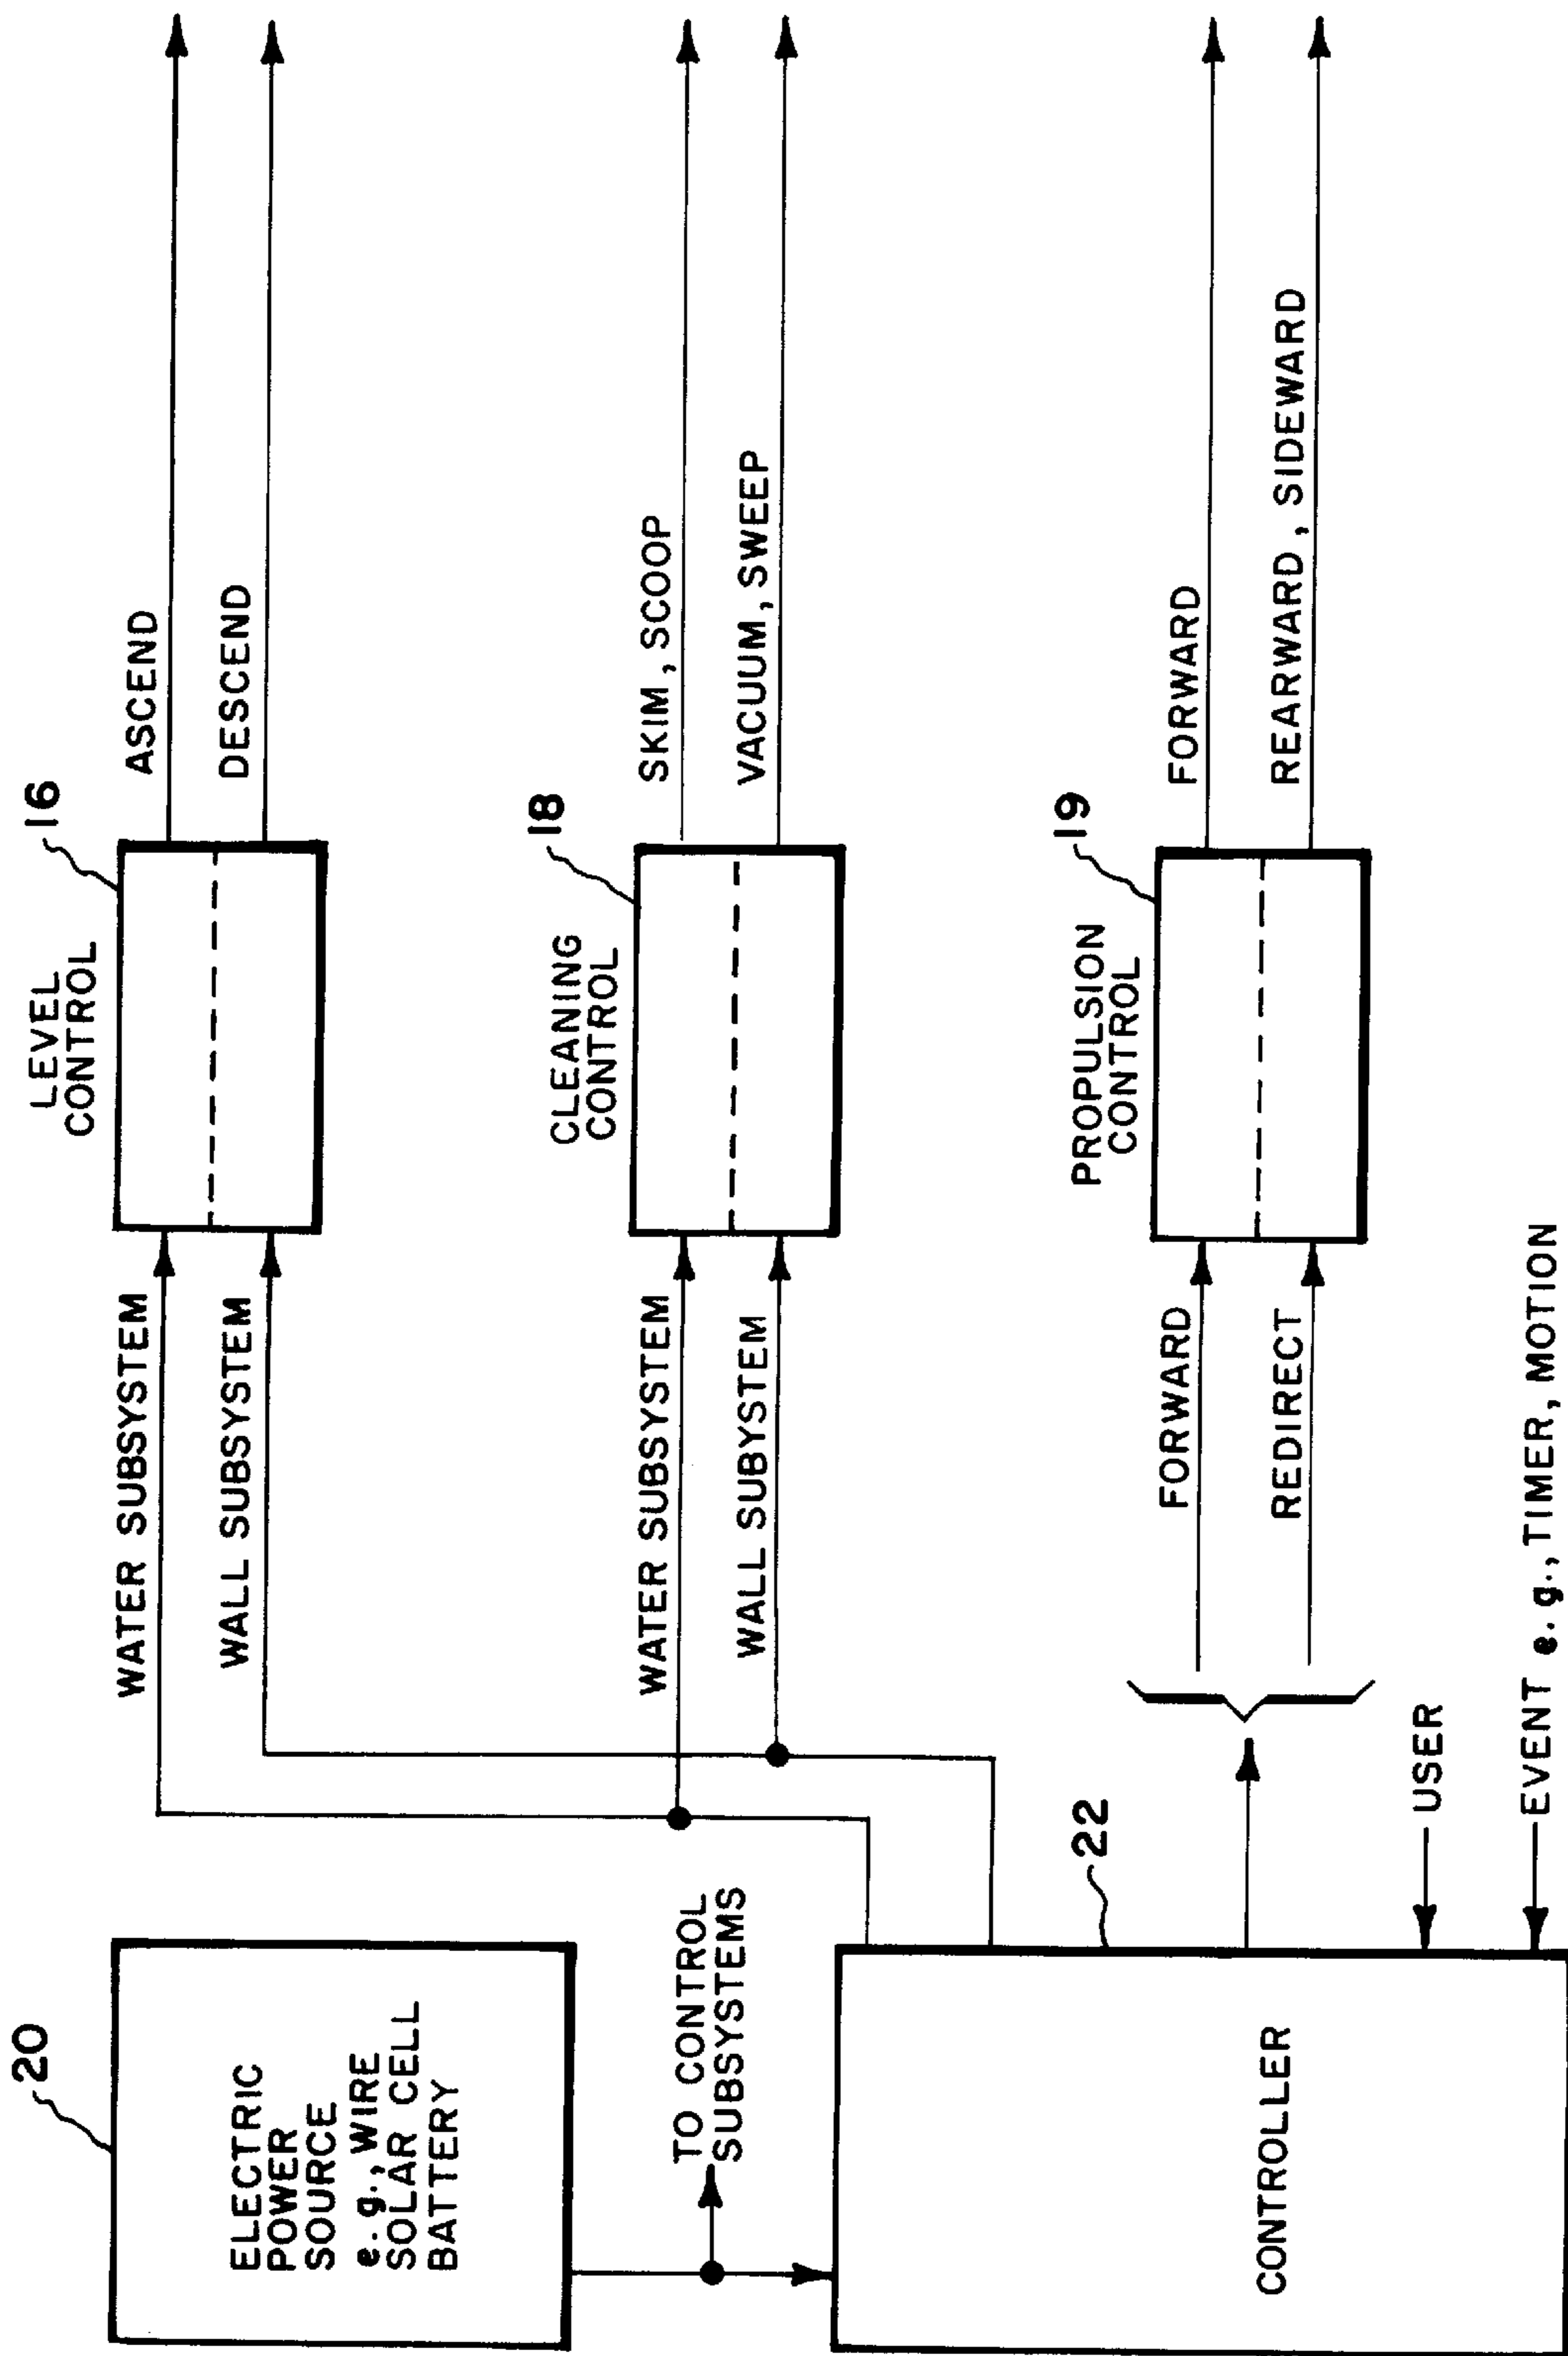 20
ELECTRIC
POWER
SOURCE
e.g., WIRE
SOLAR CELL
BATTERY
TO CONTROL
SUBSYSTEMS
22
CONTROLLER
USER
EVENT e.g., TIMER, MOTION
WATER SUBSYSTEM
WALL SUBSYSTEM
LEVEL
CONTROL
16
ASCEND
DESCEND
WATER SUBSYSTEM
WALL SUBYSTEM
CLEANING
CONTROL
18
SKIM, SCOOP
VACUUM, SWEEP
FORWARD
REDIRECT
PROPULSION
CONTROL
19
FORWARD
REARWARD, SIDEWARD